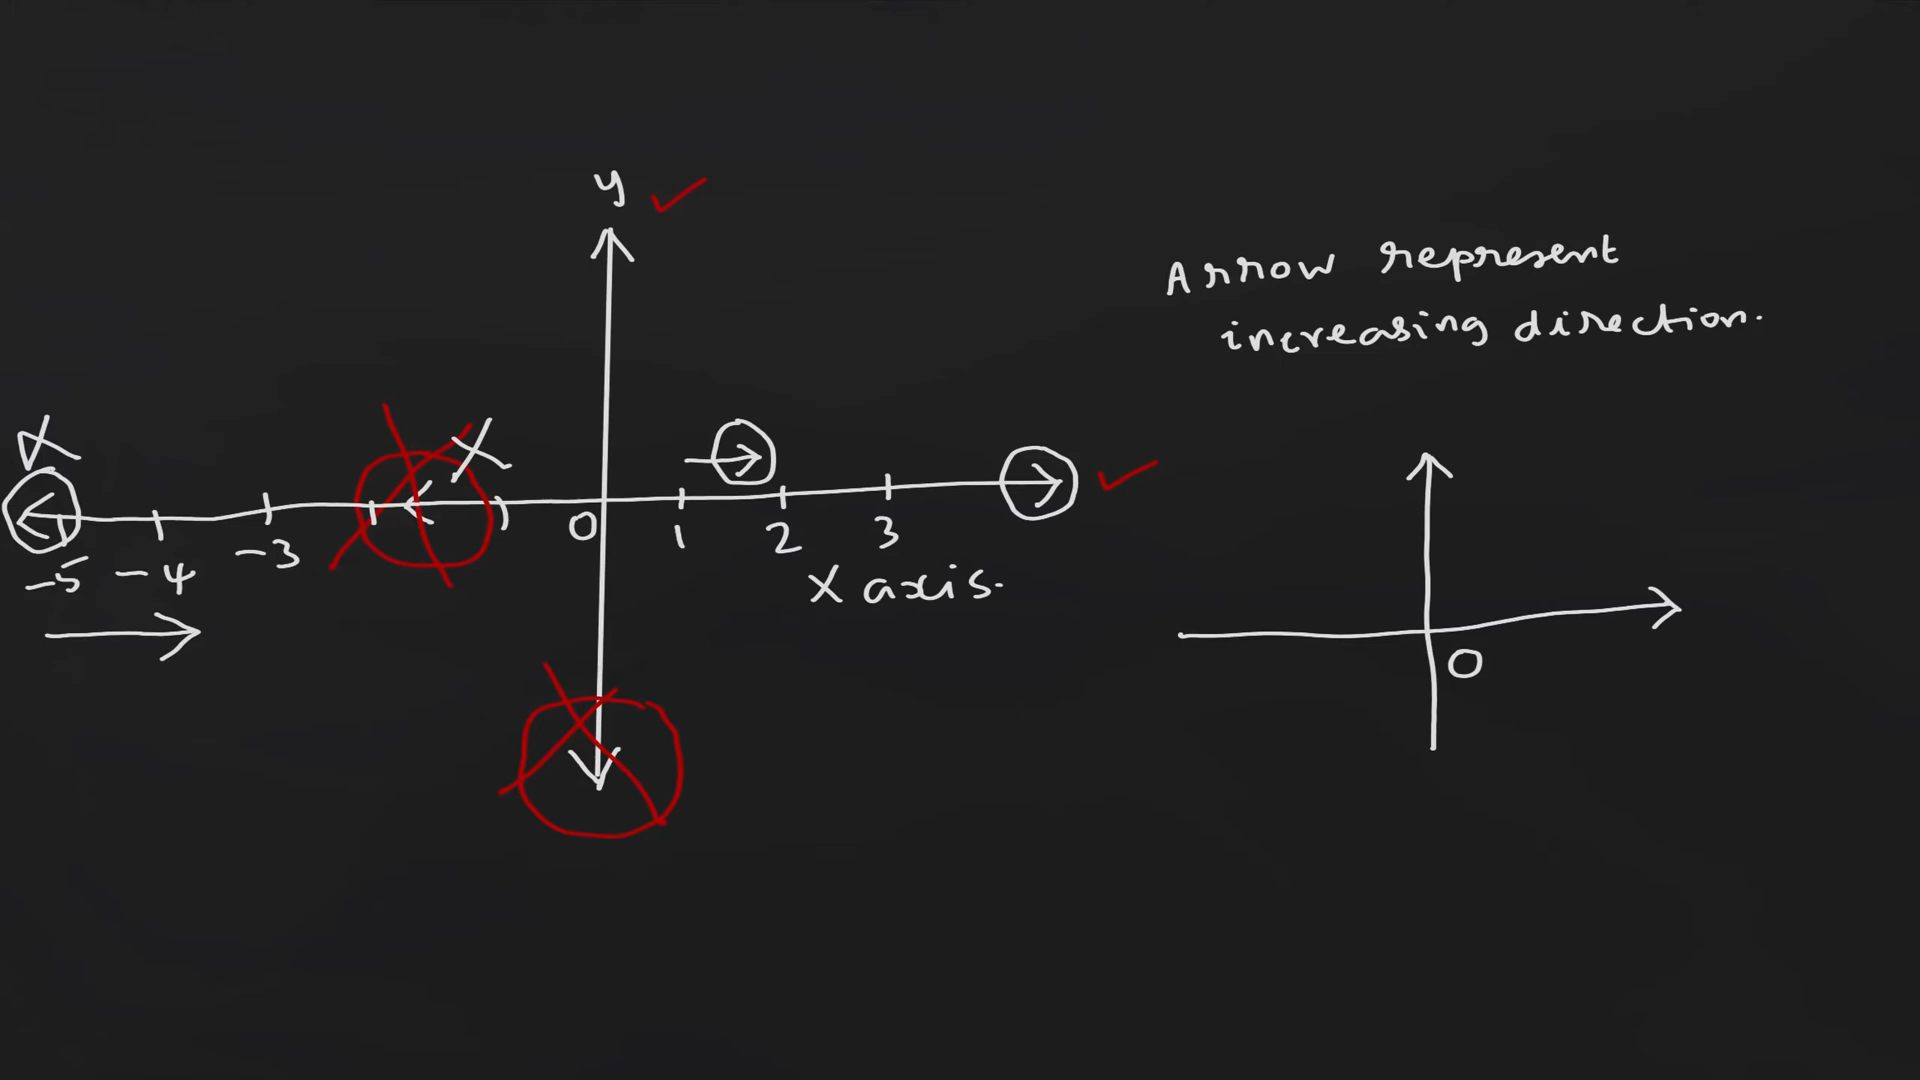 y
Arrow represent
increasing direction.
0 1 2 3
-5 -4 -3
X axis.
0